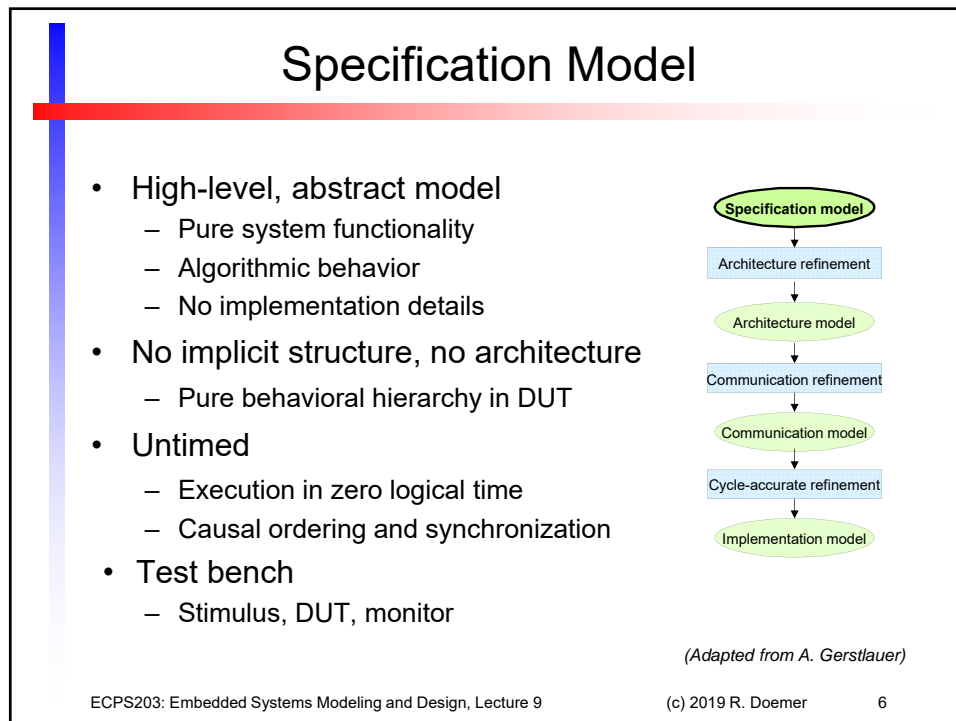 Specification Model
• High-level, abstract model
– Pure system functionality
– Algorithmic behavior
– No implementation details
• No implicit structure, no architecture
– Pure behavioral hierarchy in DUT
• Untimed
– Execution in zero logical time
– Causal ordering and synchronization
• Test bench
– Stimulus, DUT, monitor
Specification model
Architecture refinement
Architecture model
Communication refinement
Communication model
Cycle-accurate refinement
Implementation model
(Adapted from A. Gerstlauer)
ECPS203: Embedded Systems Modeling and Design, Lecture 9 (c) 2019 R. Doemer 6